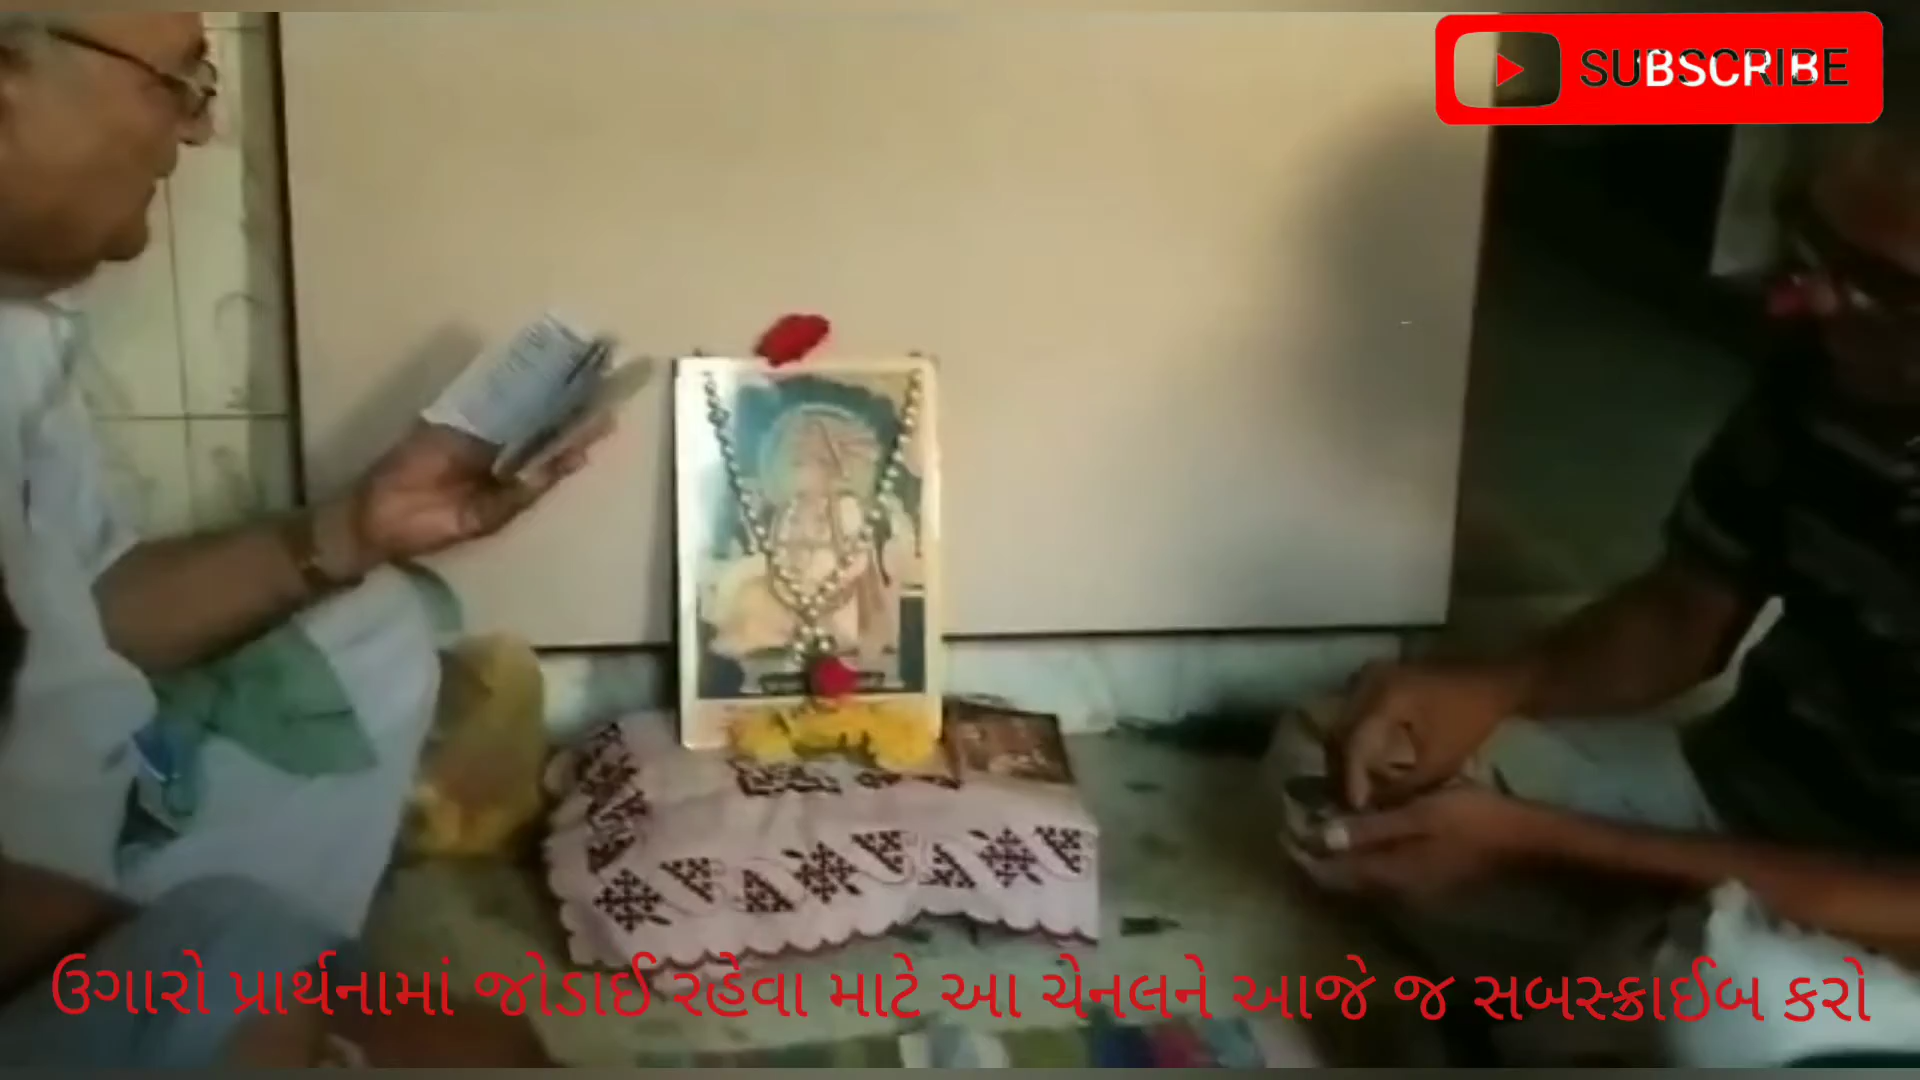 SUBSCRIBE
ઉગારો પ્રાર્થનામાં જોડાઈ રહેવા માટે આ ચેનલને આજે જ સબસ્ક્રાઈબ કરો